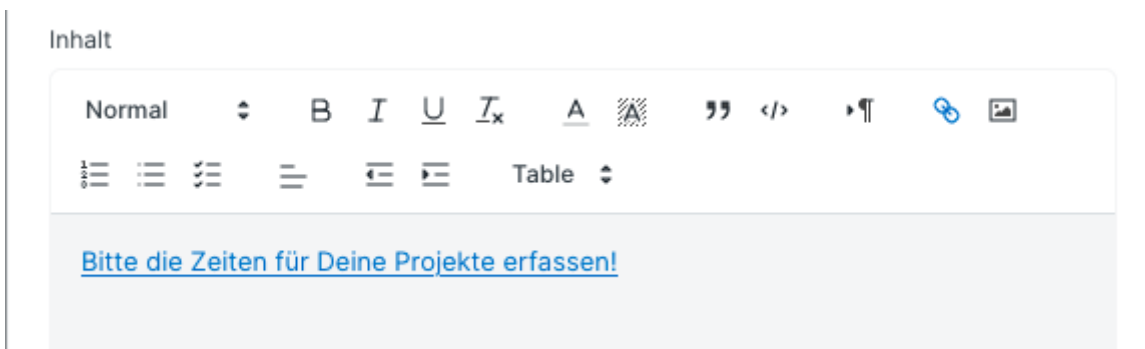 Inhalt
Normal
Table
Bitte die Zeiten für Deine Projekte erfassen!